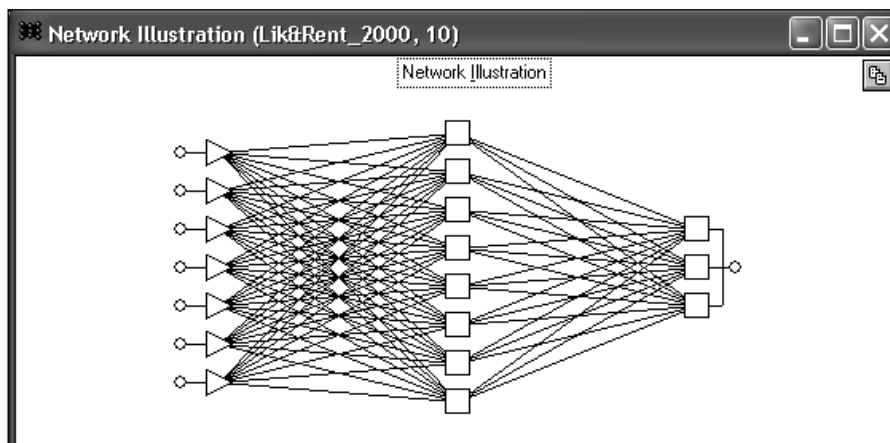 Network Illustration (Lik&Rent_2000, 10)
Network Illustration